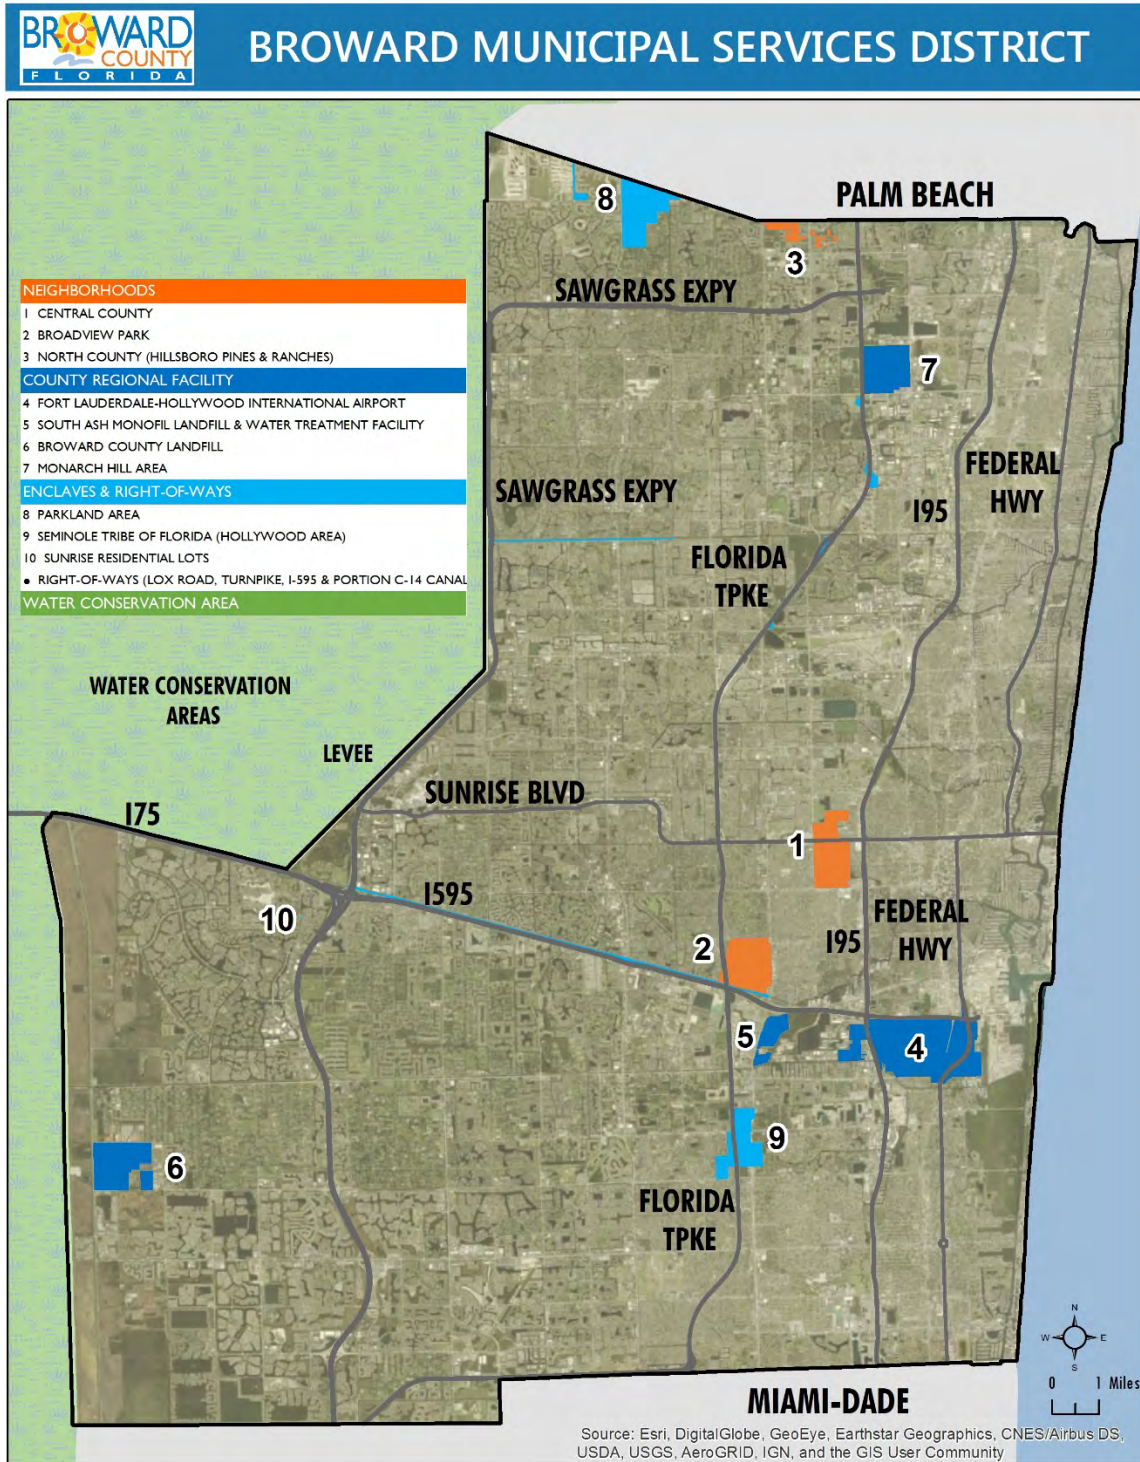 BROWARD
COUNTY
FLORIDA
BROWARD MUNICIPAL SERVICES DISTRICT
PALM BEACH
8
3
SAWGRASS EXPY
NEIGHBORHOODS
1 CENTRAL COUNTY
2 BROADVIEW PARK
3 NORTH COUNTY (HILLSBORO PINES & RANCHES)
COUNTY REGIONAL FACILITY
4 FORT LAUDERDALE-HOLLYWOOD INTERNATIONAL AIRPORT
5 SOUTH ASH MONOFIL LANDFILL & WATER TREATMENT FACILITY
6 BROWARD COUNTY LANDFILL
7 MONARCH HILL AREA
ENCLAVES & RIGHT-OF-WAYS
8 PARKLAND AREA
9 SEMINOLE TRIBE OF FLORIDA (HOLLYWOOD AREA)
10 SUNRISE RESIDENTIAL LOTS
• RIGHT-OF-WAYS (LOX ROAD, TURNPIKE, I-595 & PORTION C-14 CANAL
WATER CONSERVATION AREA
7
SAWGRASS EXPY
FEDERAL
HWY
I95
FLORIDA
TPKE
WATER CONSERVATION
AREAS
LEVEE
SUNRISE BLVD
I75
1
I595
10
FEDERAL
HWY
I95
2
5
4
9
6
FLORIDA
TPKE
N
W
E
S
0 1 Miles
MIAMI-DADE
Source: Esri, DigitalGlobe, GeoEye, Earthstar Geographics, CNES/Airbus DS,
USDA, USGS, AeroGRID, IGN, and the GIS User Community